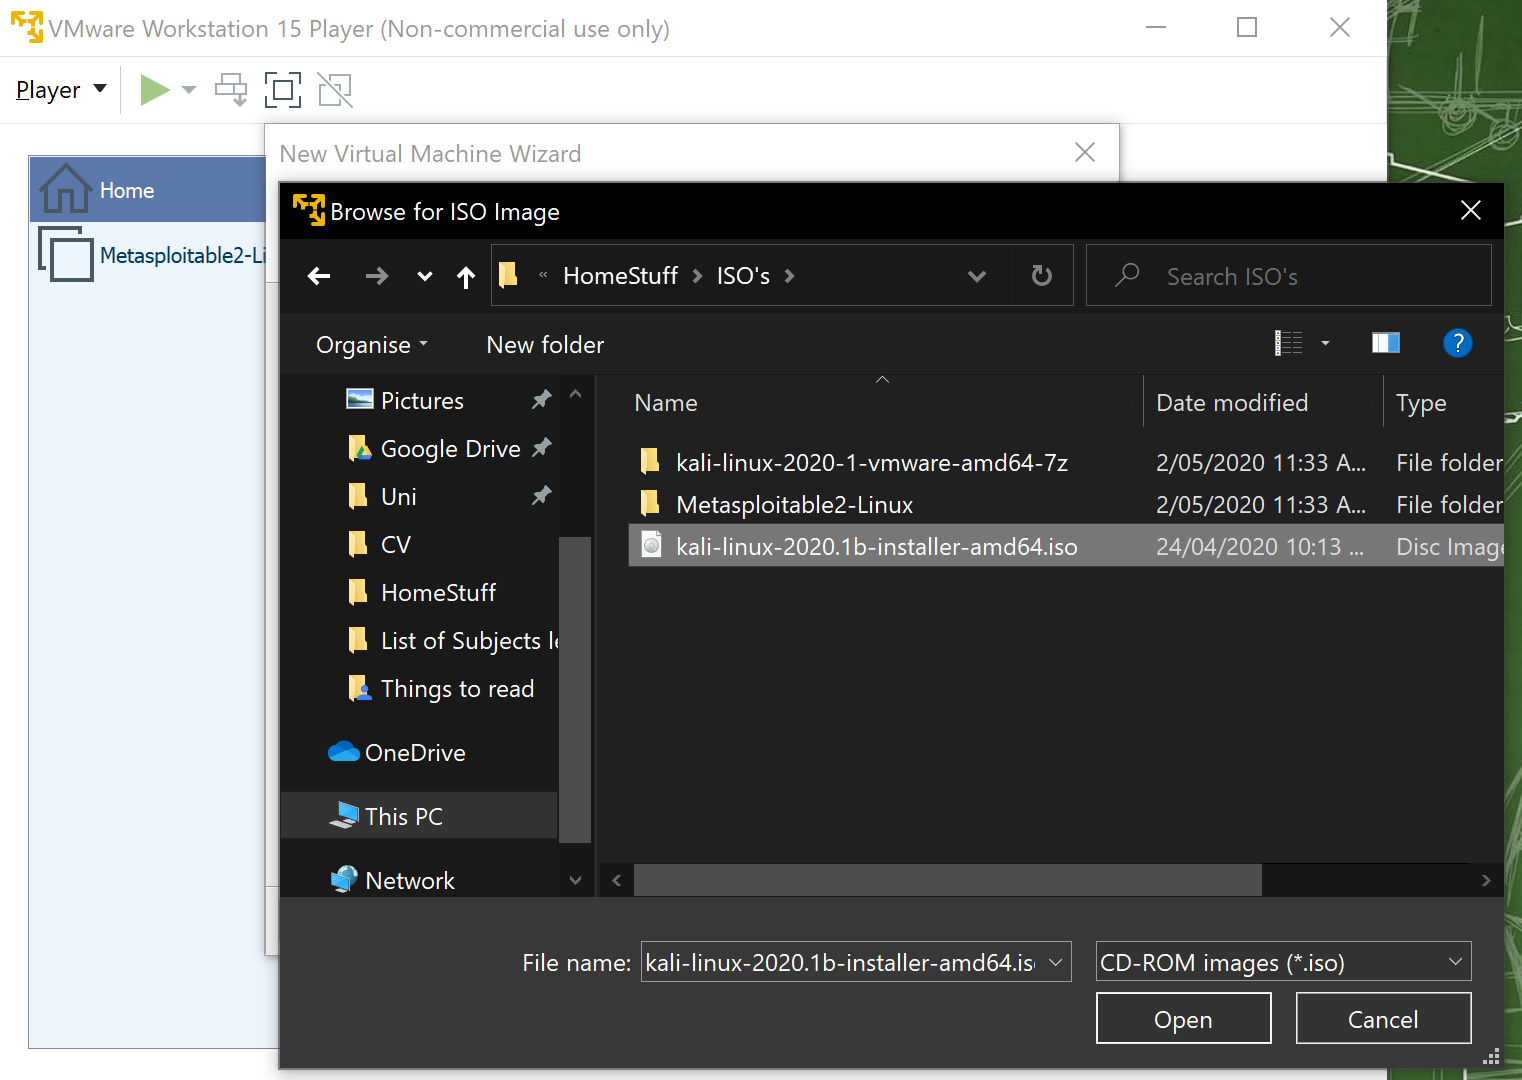 VMware Workstation 15 Player (Non-commercial use only)
Player
New Virtual Machine Wizard
Home
Metasploitable2-Li
Browse for ISO Image
« HomeStuff > ISO's >
Search ISO's
Organise
New folder
?
Pictures
Google Drive
Uni
CV
HomeStuff
List of Subjects le
Things to read
OneDrive
This PC
Network
Name Date modified Type
kali-linux-2020-1-vmware-amd64-7z 2/05/2020 11:33 A... File folder
Metasploitable2-Linux 2/05/2020 11:33 A... File folder
kali-linux-2020.1b-installer-amd64.iso 24/04/2020 10:13 ... Disc Image
File name: kali-linux-2020.1b-installer-amd64.is
CD-ROM images (*.iso)
Open Cancel